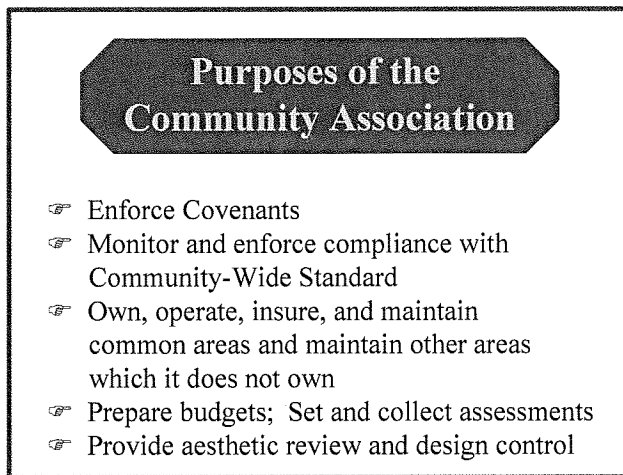 Purposes of the
Community Association
☞ Enforce Covenants
☞ Monitor and enforce compliance with
Community-Wide Standard
☞ Own, operate, insure, and maintain
common areas and maintain other areas
which it does not own
☞ Prepare budgets; Set and collect assessments
☞ Provide aesthetic review and design control